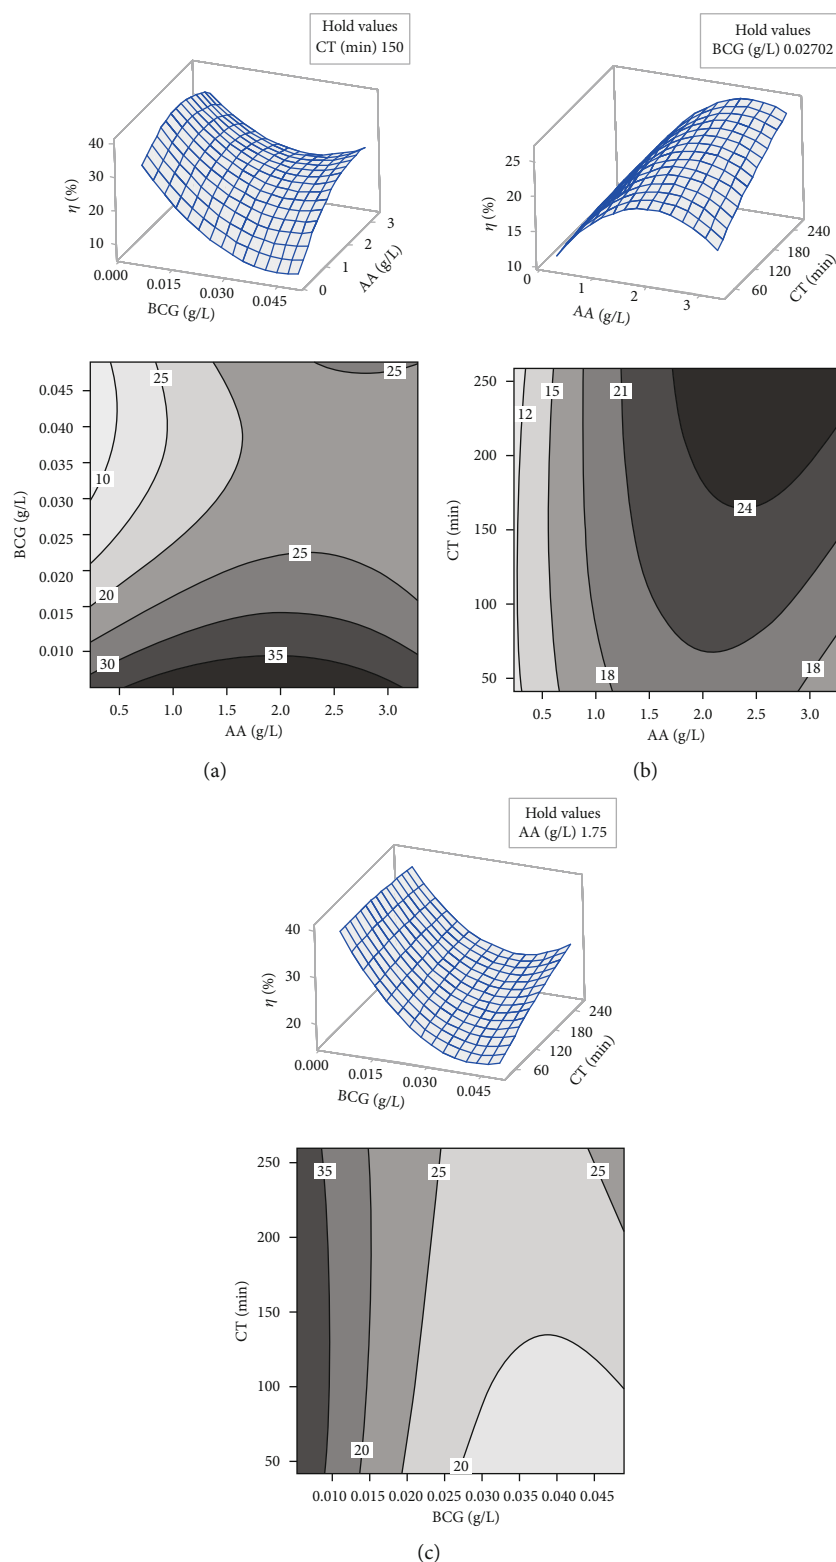 Hold values
CT (min) 150
40
30
20
10
η (%)
0.000
0.015
0.030
0.045
BCG (g/L)
0
1
2
3
AA (g/L)
Hold values
BCG (g/L) 0.02702
25
20
15
10
η (%)
0
1
2
3
AA (g/L)
60
120
180
240
CT (min)
0.045
0.040
0.035
0.030
0.025
0.020
0.015
0.010
BCG (g/L)
25
25
10
25
20
30
35
0.5 1.0 1.5 2.0 2.5 3.0
AA (g/L)
(a)
250
200
150
100
50
CT (min)
15
21
12
24
18
18
0.5 1.0 1.5 2.0 2.5 3.0
AA (g/L)
(b)
Hold values
AA (g/L) 1.75
40
30
20
η (%)
0.000
0.015
0.030
0.045
BCG (g/L)
60
120
180
240
CT (min)
250
200
150
100
50
CT (min)
35
25
25
20
20
0.010 0.015 0.020 0.025 0.030 0.035 0.040 0.045
BCG (g/L)
(c)